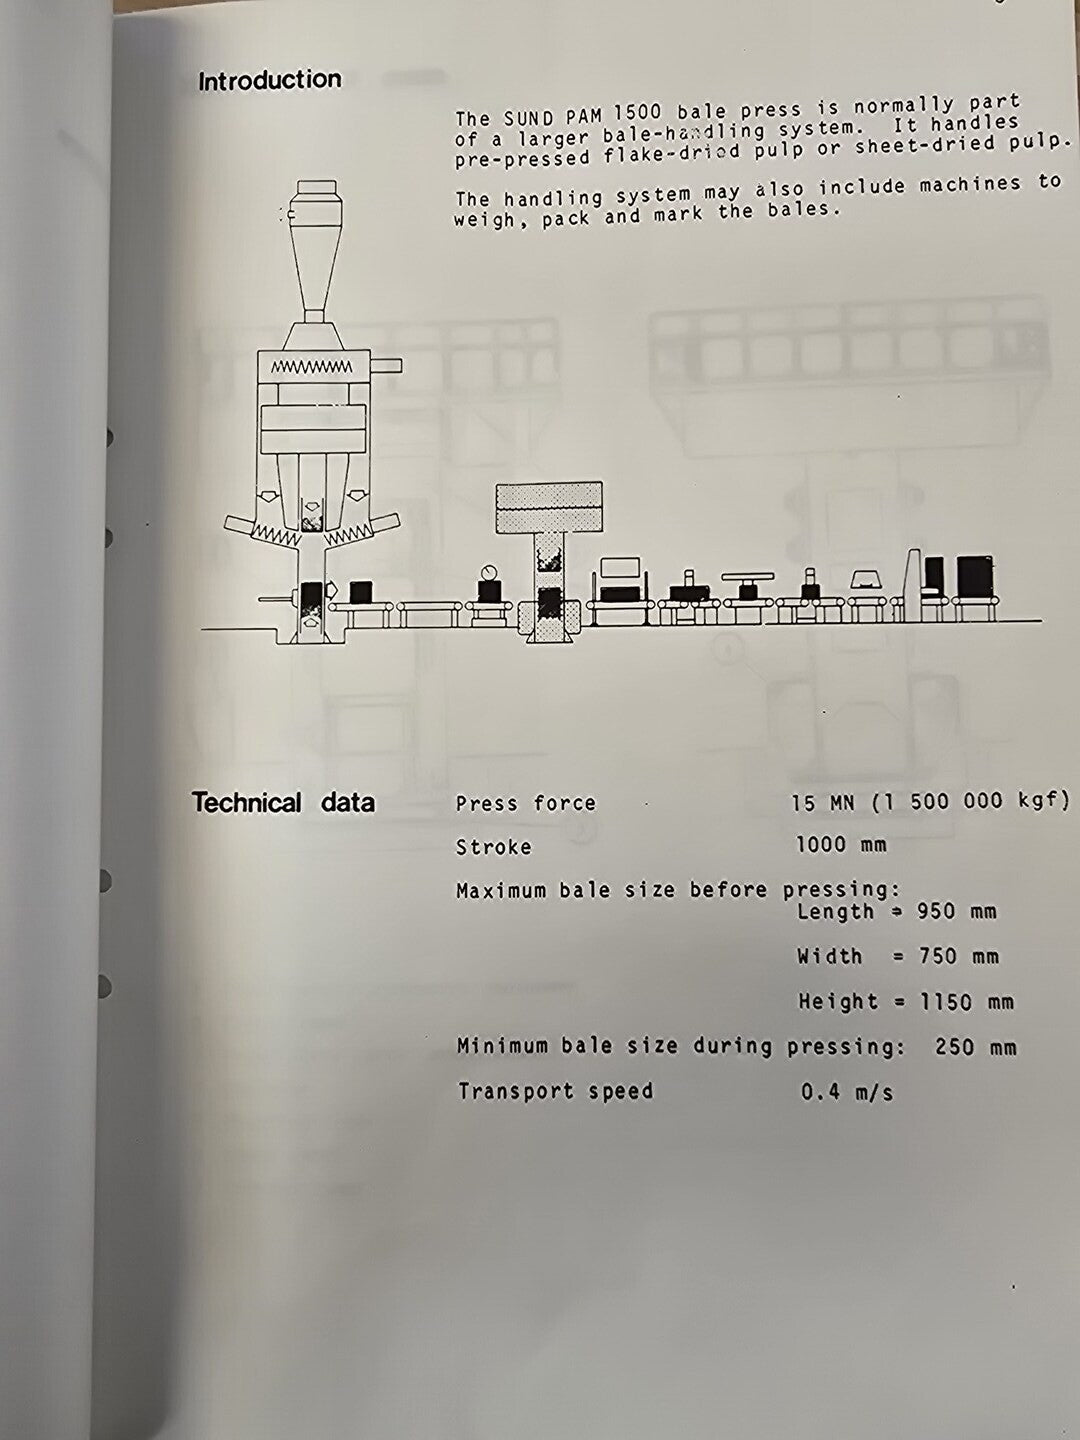 Introduction
The SUND PAM 1500 bale press is normally part
of a larger bale-handling system. It handles
pre-pressed flake-dried pulp or sheet-dried pulp.
The handling system may also include machines to
weigh, pack and mark the bales.
Technical data
Press force 15 MN (1 500 000 kgf)
Stroke 1000 mm
Maximum bale size before pressing:
Length = 950 mm
Width = 750 mm
Height = 1150 mm
Minimum bale size during pressing: 250 mm
Transport speed 0.4 m/s